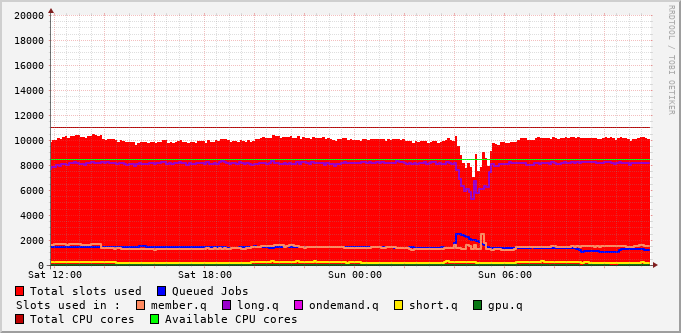 20000
18000
16000
14000
12000
10000
8000
6000
4000
2000
0
Sat 12:00 Sat 18:00 Sun 00:00 Sun 06:00
RRDTOOL / TOBI OETIKER
Total slots used Queued Jobs
Slots used in : member.q long.q ondemand.q short.q gpu.q
Total CPU cores Available CPU cores